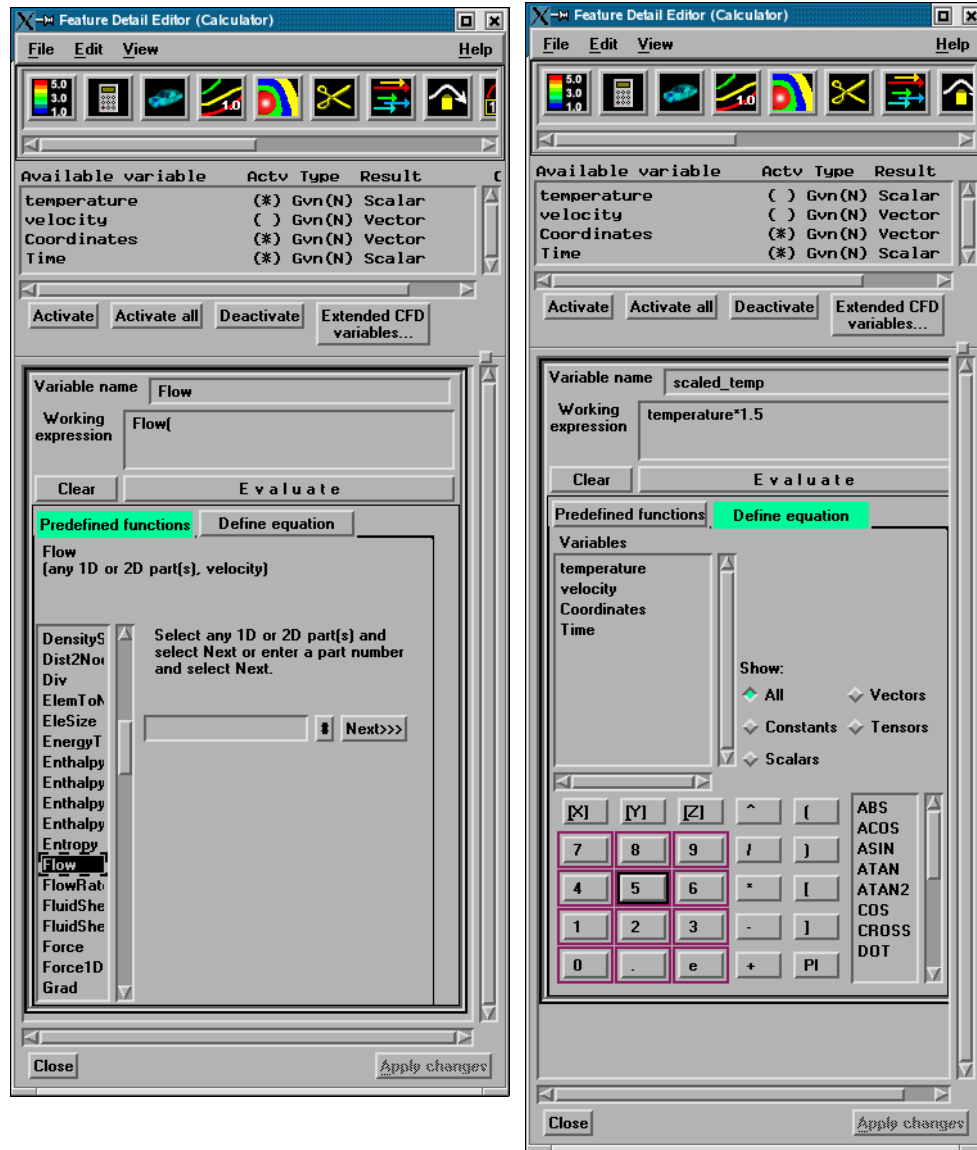 Feature Detail Editor (Calculator)
File Edit View Help
5.0
3.0
1.0
1.0
Available variable Actv Type Result
temperature (*) Gvn(N) Scalar
velocity ( ) Gvn(N) Vector
Coordinates (*) Gvn(N) Vector
Time (*) Gvn(N) Scalar
Activate Activate all Deactivate Extended CFD
variables...
Variable name Flow
Working
expression
Flow(
Clear Evaluate
Predefined functions Define equation
Flow
(any 1D or 2D part(s), velocity)
DensityS
Dist2No
Div
ElemToN
EleSize
EnergyT
Enthalpy
Enthalpy
Enthalpy
Enthalpy
Entropy
Flow
FlowRat
FluidShe
FluidShe
Force
Force1D
Grad
Select any 1D or 2D part(s) and
select Next or enter a part number
and select Next.
Next>>>
Close Apply changes
Feature Detail Editor (Calculator)
File Edit View Help
5.0
3.0
1.0
1.0
Available variable Actv Type Result
temperature ( ) Gvn(N) Scalar
velocity ( ) Gvn(N) Vector
Coordinates (*) Gvn(N) Vector
Time (*) Gvn(N) Scalar
Activate Activate all Deactivate Extended CFD
variables...
Variable name scaled_temp
Working
expression
temperature*1.5
Clear Evaluate
Predefined functions Define equation
Variables
temperature
velocity
Coordinates
Time
Show:
All Vectors
Constants Tensors
Scalars
[X] [Y] [Z] ^ (
7 8 9 / )
4 5 6 * [
1 2 3 - ]
0 . e + PI
ABS
ACOS
ASIN
ATAN
ATAN2
COS
CROSS
DOT
Close Apply changes